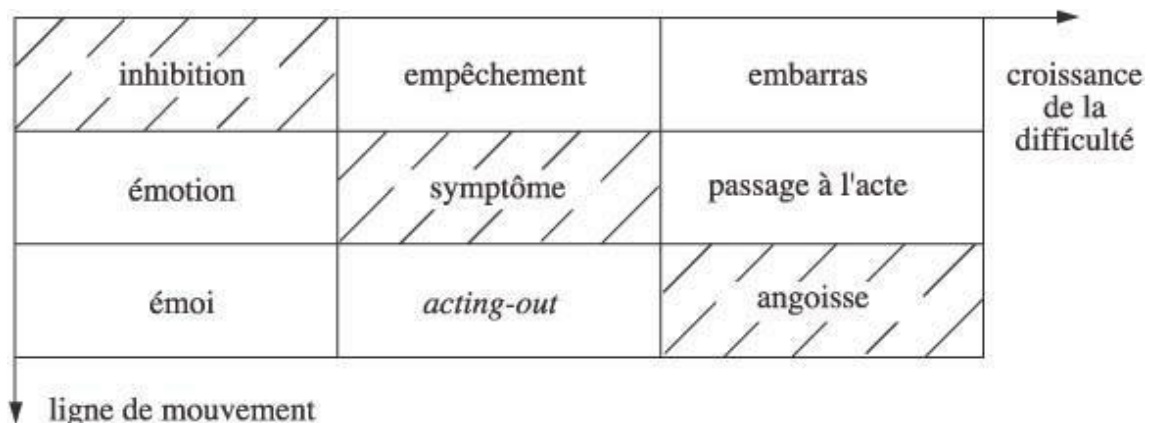 inhibition empêchement embarras croissance
de la
difficulté
émotion symptôme passage à l'acte
émoi acting-out angoisse
ligne de mouvement